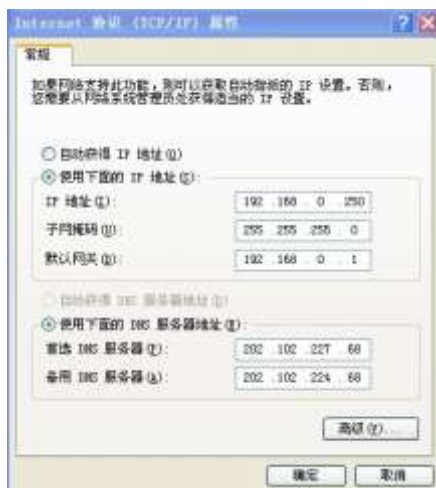 Internet 协议 (TCP/IP) 属性
常规
如果网络支持此功能，则可以获取自动指派的 IP 设置。否则，
您需要从网络系统管理员处获得适当的 IP 设置。
自动获得 IP 地址(O)
使用下面的 IP 地址(S):
IP 地址(I): 192 . 168 . 0 . 250
子网掩码(U): 255 . 255 . 255 . 0
默认网关(D): 192 . 168 . 0 . 1
自动获得 DNS 服务器地址(B)
使用下面的 DNS 服务器地址(E):
首选 DNS 服务器(P): 202 . 102 . 227 . 68
备用 DNS 服务器(A): 202 . 102 . 224 . 68
高级(V)...
确定 取消